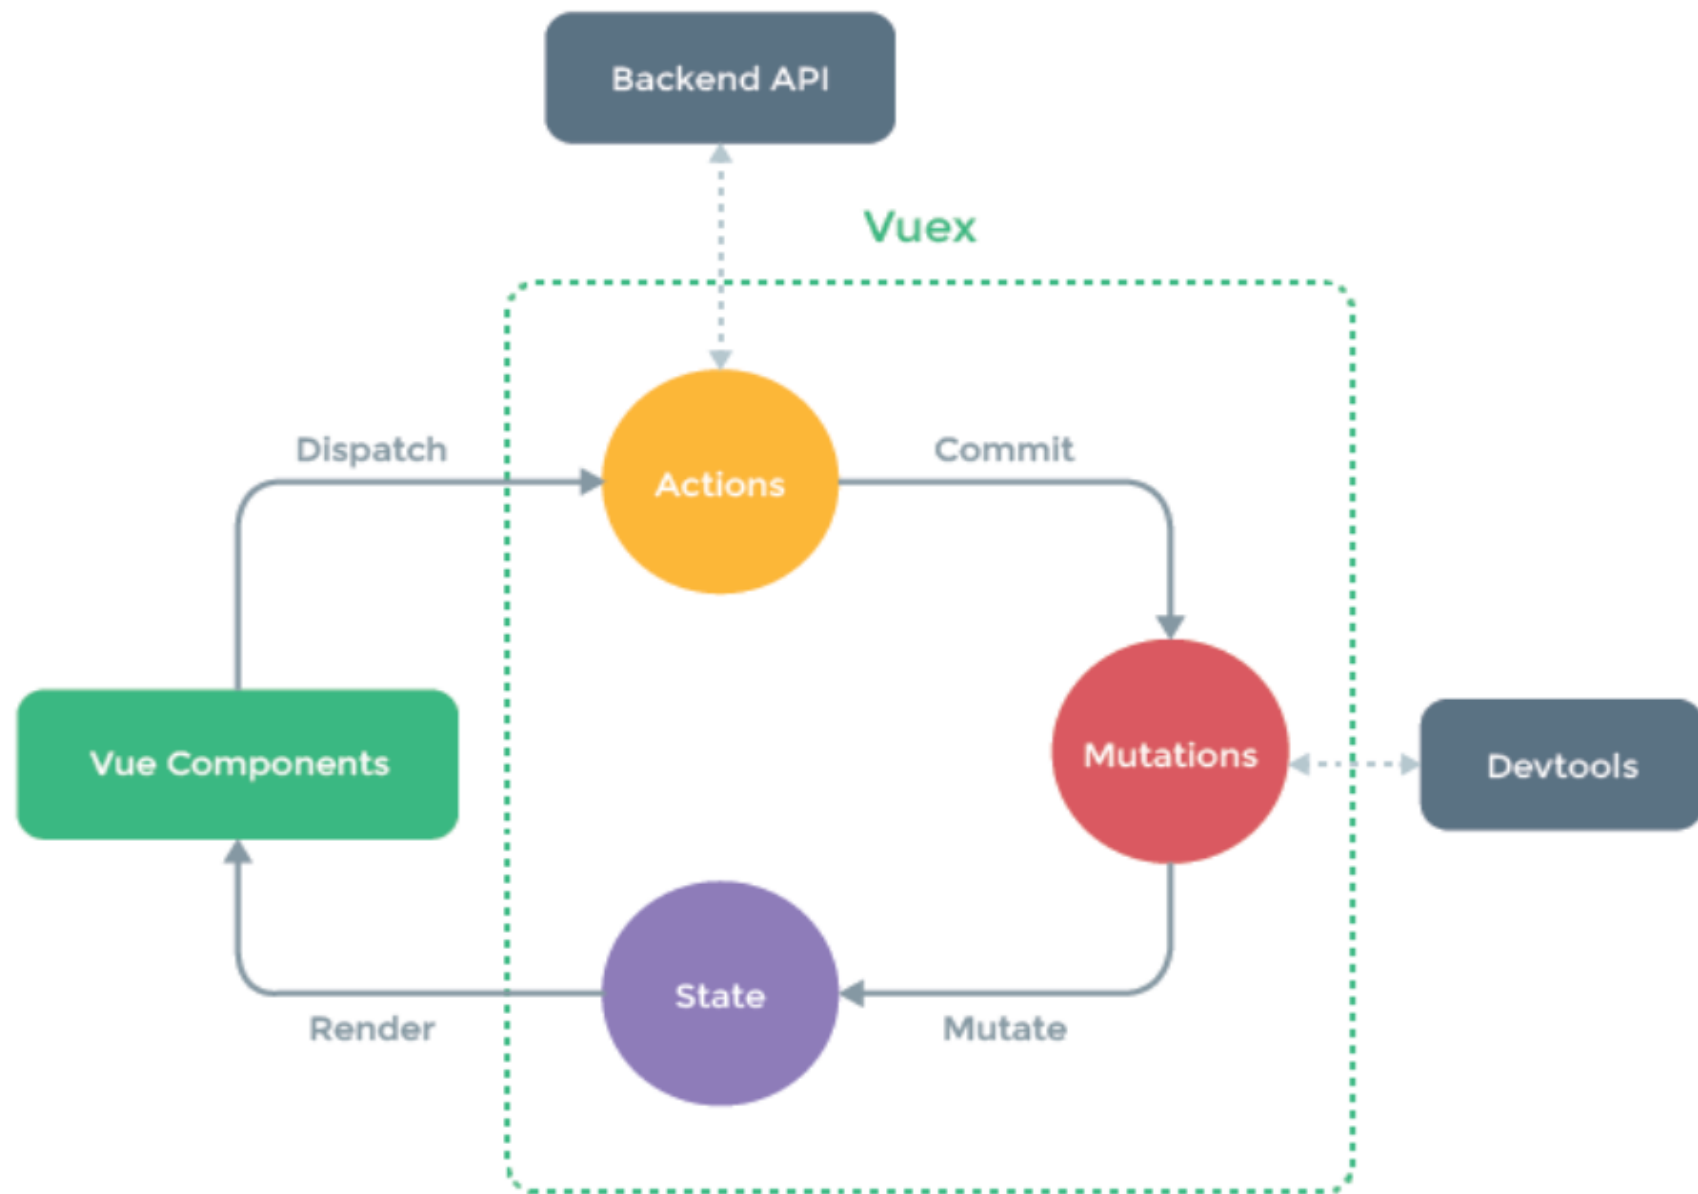 Backend API
Vuex
Dispatch
Commit
Actions
Vue Components
Mutations
Devtools
State
Render
Mutate